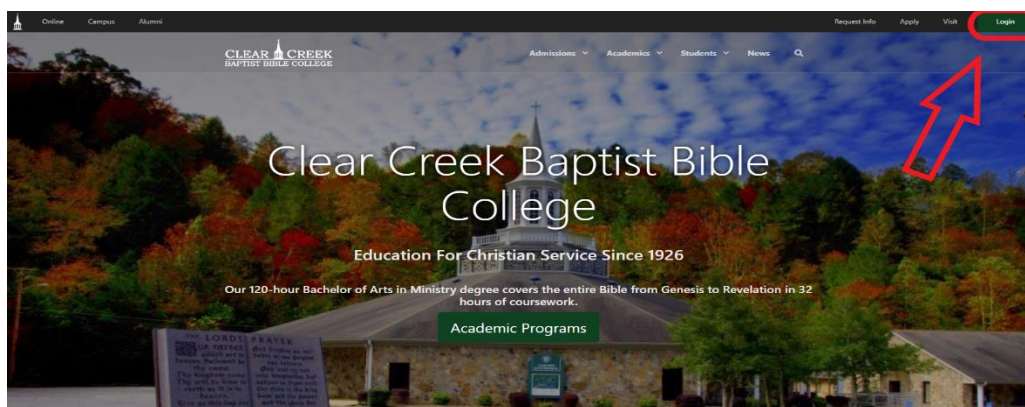 Online Campus Alumni Request Info Apply Visit Login
CLEAR CREEK
BAPTIST BIBLE COLLEGE
Admissions Academics Students News
Clear Creek Baptist Bible
College
Education For Christian Service Since 1926
Our 120-hour Bachelor of Arts in Ministry degree covers the entire Bible from Genesis to Revelation in 32
hours of coursework.
Academic Programs
THE LORD'S PRAYER